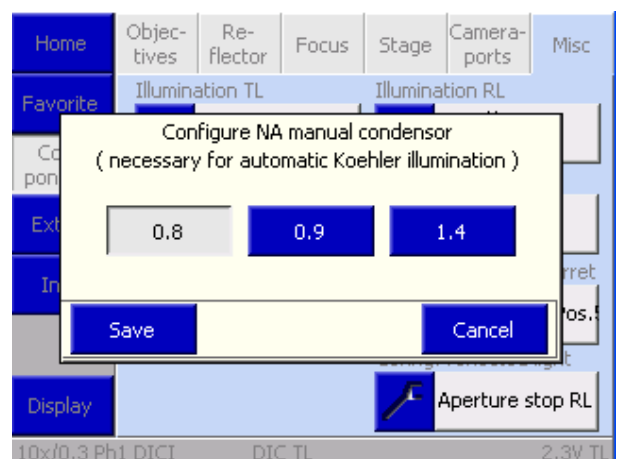 Home
Objec-
tives
Re-
flector
Focus
Stage
Camera-
ports
Misc
Favorite
Illumination TL
Illumination RL
Configure NA manual condensor
( necessary for automatic Koehler illumination )
0.8
0.9
1.4
Save
Cancel
Display
Aperture stop RL
10x/0.3 Ph1 DICI
DIC TL
2.3V TL